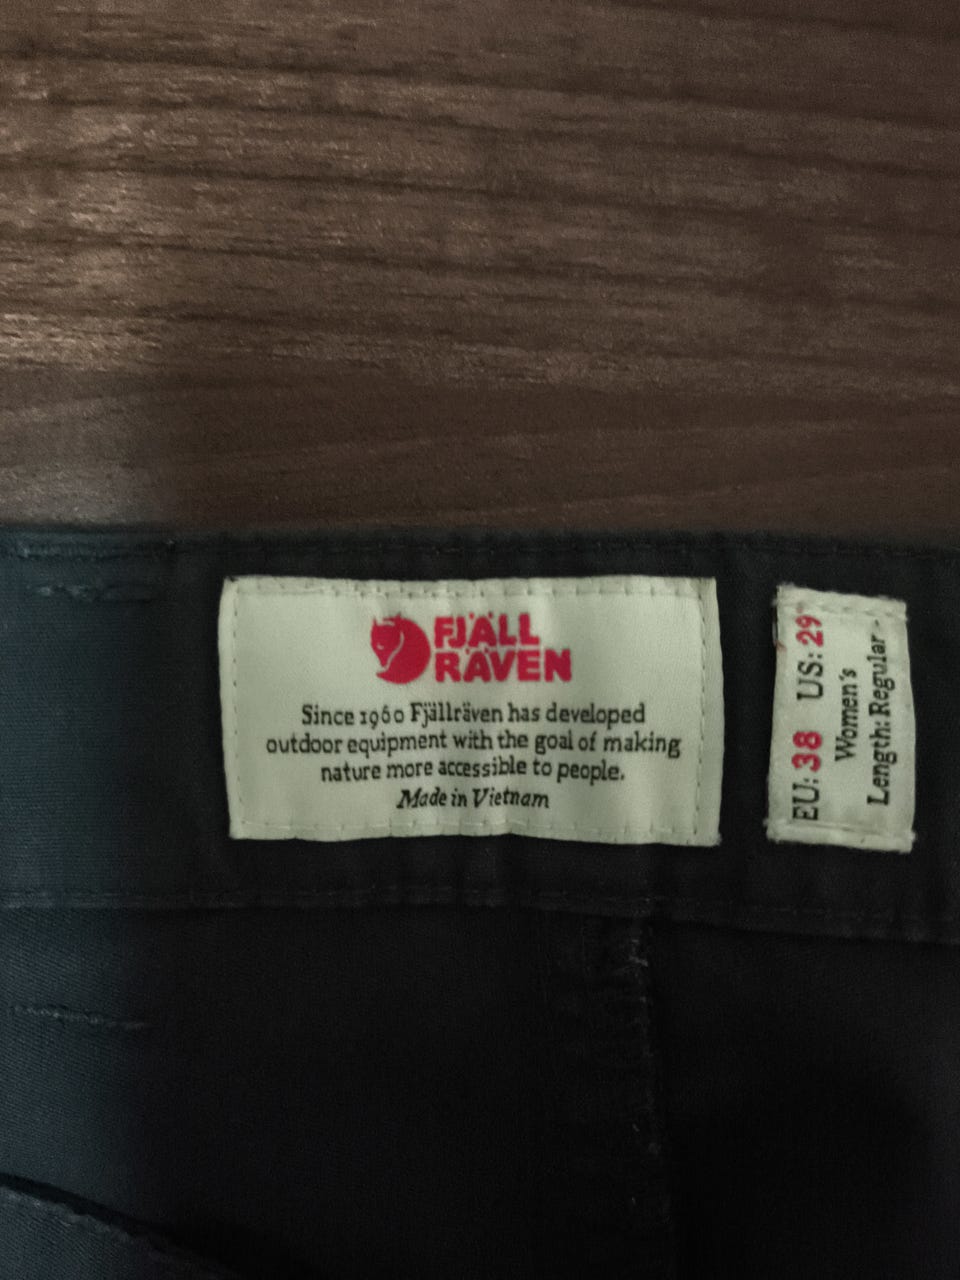 FJÄLL
RÄVEN
Since 1960 Fjällräven has developed
outdoor equipment with the goal of making
nature more accessible to people.
Made in Vietnam
EU: 38 US: 29"
Women's
Length: Regular -